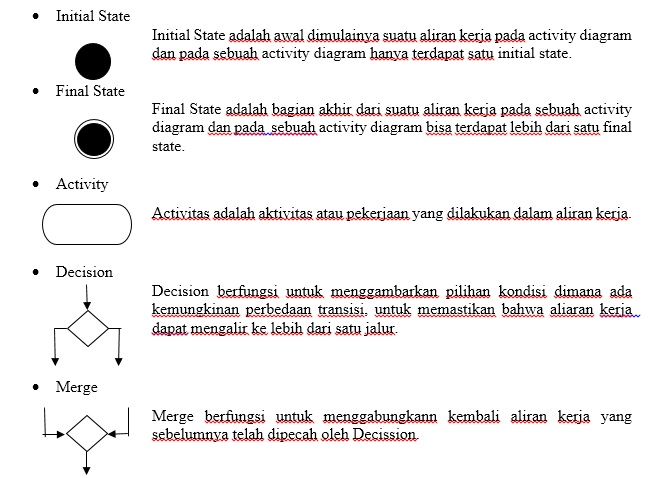 Initial State
Initial State adalah awal dimulainya suatu aliran kerja pada activity diagram
dan pada sebuah activity diagram hanya terdapat satu initial state.
Final State
Final State adalah bagian akhir dari suatu aliran kerja pada sebuah activity
diagram dan pada sebuah activity diagram bisa terdapat lebih dari satu final
state.
Activity
Activitas adalah aktivitas atau pekerjaan yang dilakukan dalam aliran kerja.
Decision
Decision berfungsi untuk menggambarkan pilihan kondisi dimana ada
kemungkinan perbedaan transisi, untuk memastikan bahwa aliaran kerja
dapat mengalir ke lebih dari satu jalur.
Merge
Merge berfungsi untuk menggabungkann kembali aliran kerja yang
sebelumnya telah dipecah oleh Decission.